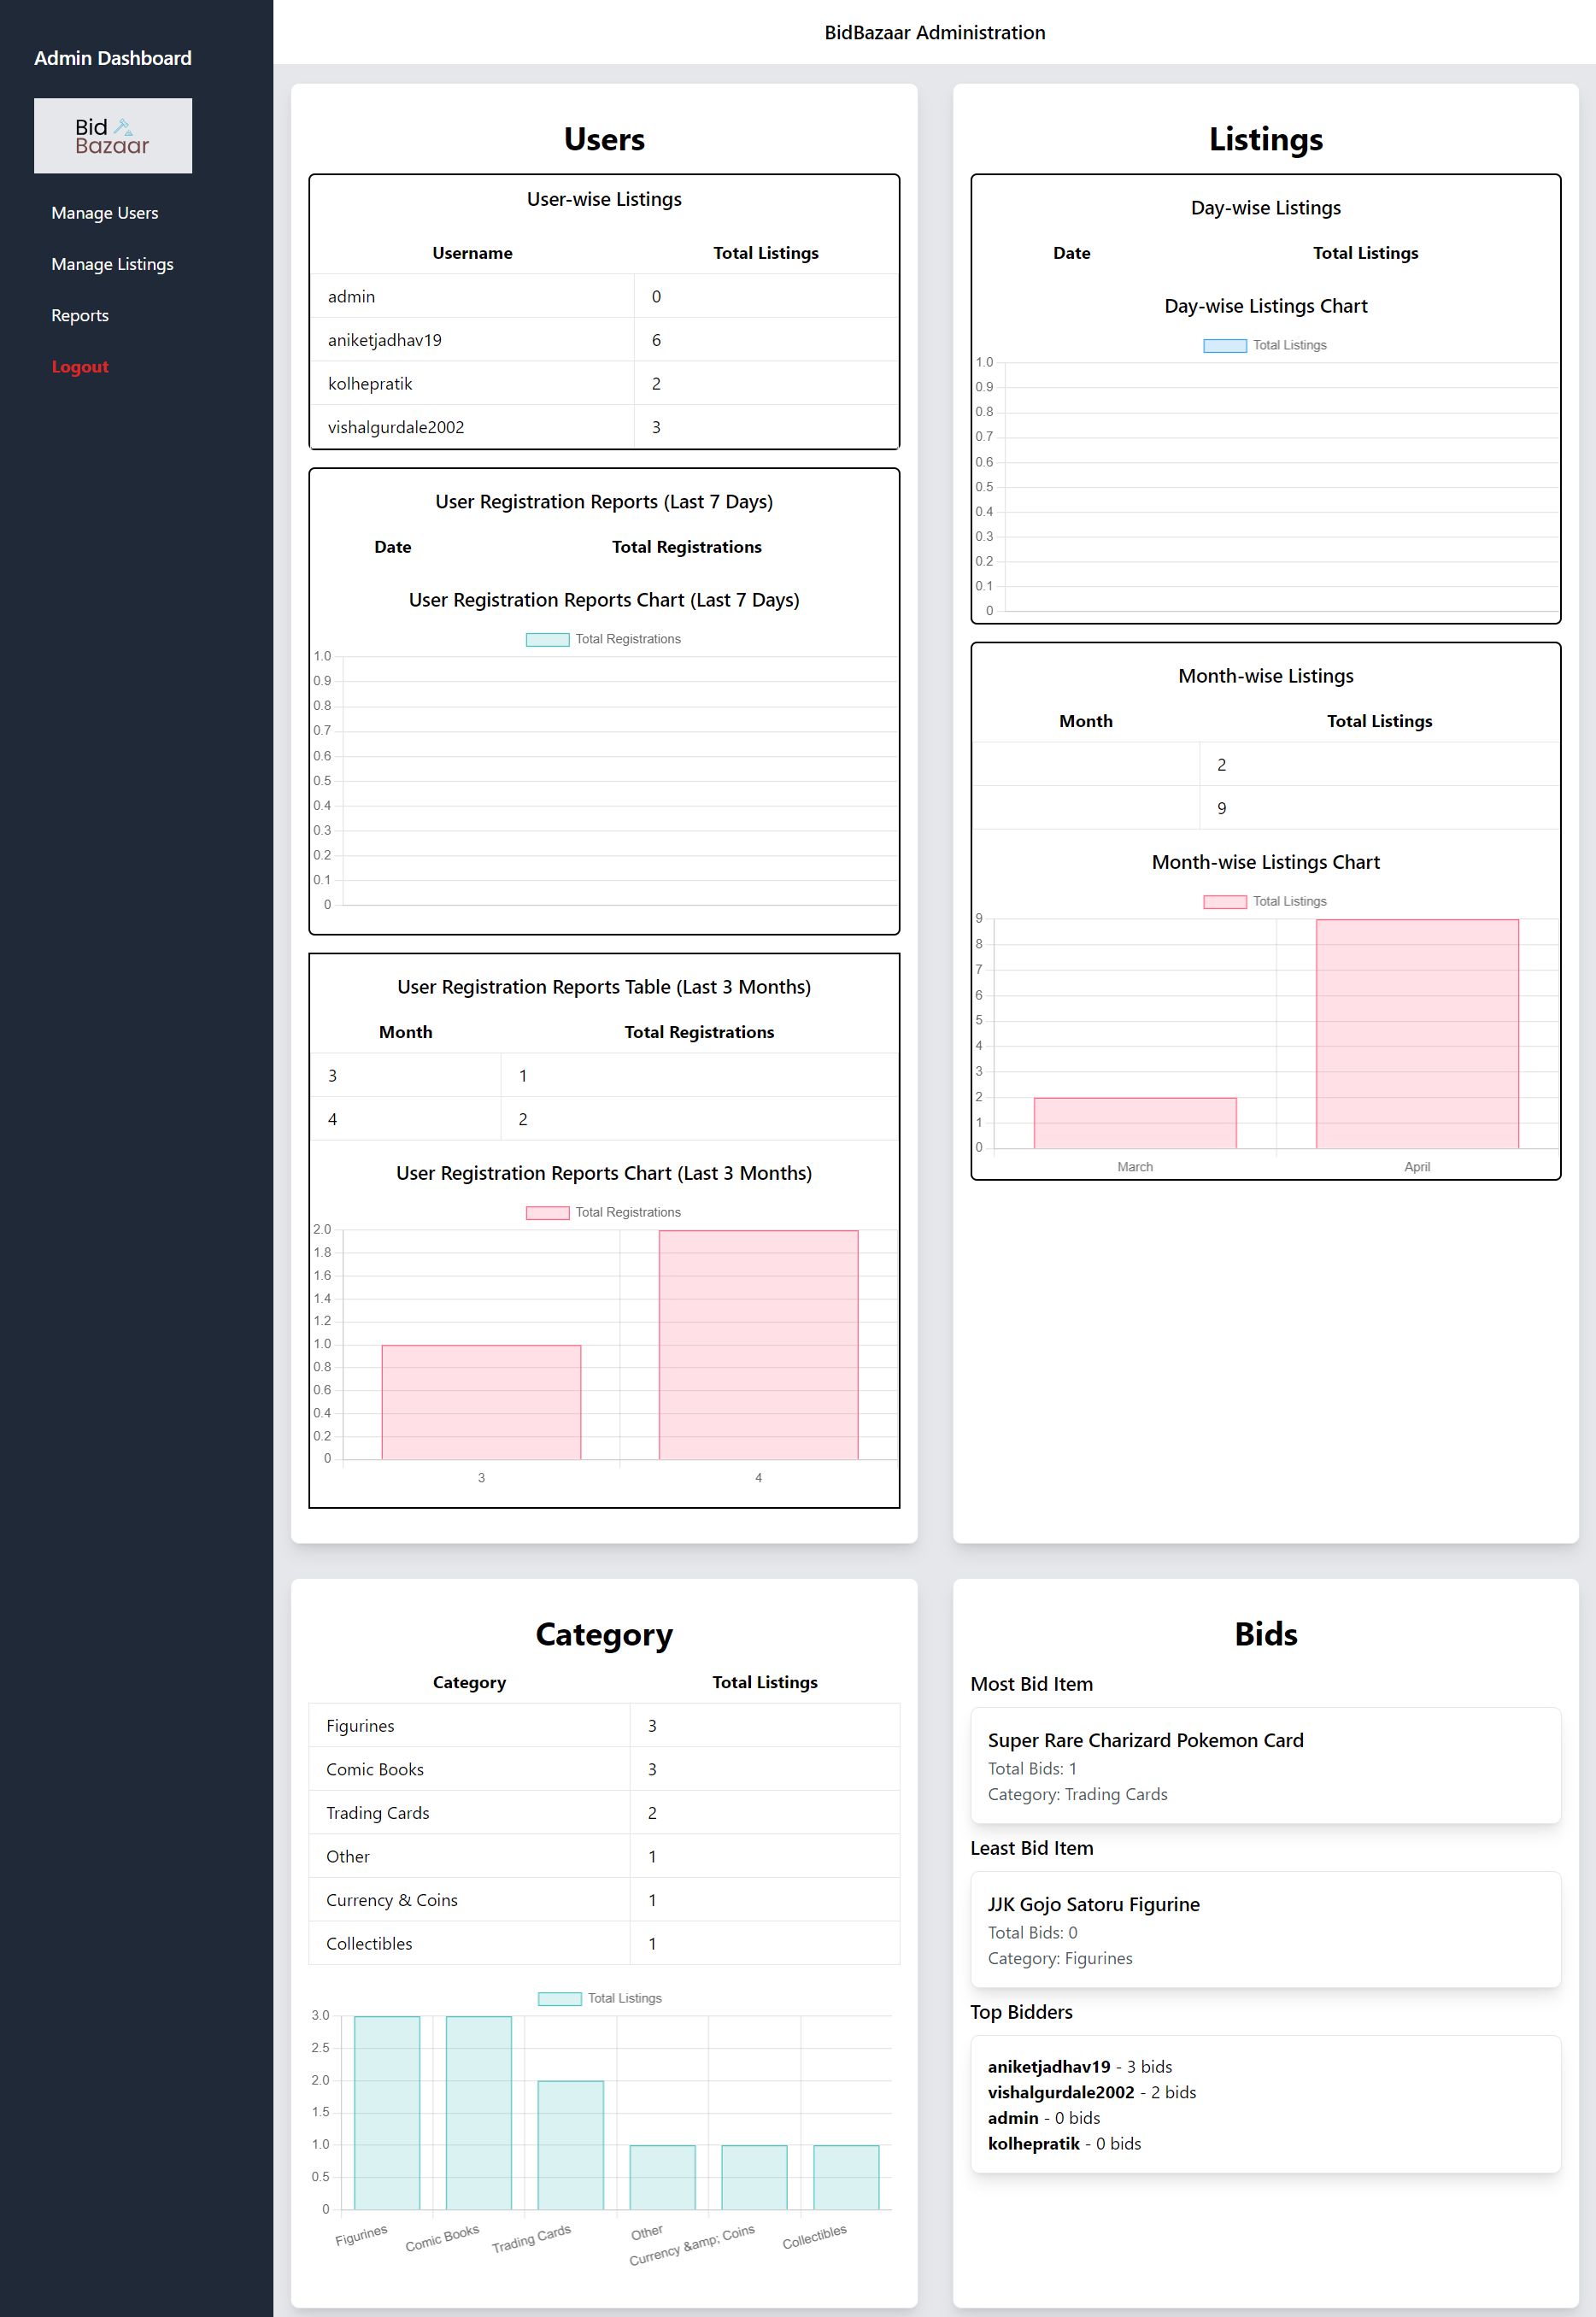 Admin Dashboard
Bid
Bazaar
Manage Users
Manage Listings
Reports
Logout
BidBazaar Administration
Users
User-wise Listings
Username Total Listings
admin 0
aniketjadhav19 6
kolhepratik 2
vishalgurdale2002 3
User Registration Reports (Last 7 Days)
Date Total Registrations
User Registration Reports Chart (Last 7 Days)
Total Registrations
1.0
0.9
0.8
0.7
0.6
0.5
0.4
0.3
0.2
0.1
0
User Registration Reports Table (Last 3 Months)
Month Total Registrations
3 1
4 2
User Registration Reports Chart (Last 3 Months)
Total Registrations
2.0
1.8
1.6
1.4
1.2
1.0
0.8
0.6
0.4
0.2
0
3 4
Listings
Day-wise Listings
Date Total Listings
Day-wise Listings Chart
Total Listings
1.0
0.9
0.8
0.7
0.6
0.5
0.4
0.3
0.2
0.1
0
Month-wise Listings
Month Total Listings
2
9
Month-wise Listings Chart
Total Listings
9
8
7
6
5
4
3
2
1
0
March April
Category
Category Total Listings
Figurines 3
Comic Books 3
Trading Cards 2
Other 1
Currency & Coins 1
Collectibles 1
Total Listings
3.0
2.5
2.0
1.5
1.0
0.5
0
Figurines Comic Books Trading Cards Other Currency &amp; Coins Collectibles
Bids
Most Bid Item
Super Rare Charizard Pokemon Card
Total Bids: 1
Category: Trading Cards
Least Bid Item
JJK Gojo Satoru Figurine
Total Bids: 0
Category: Figurines
Top Bidders
aniketjadhav19 - 3 bids
vishalgurdale2002 - 2 bids
admin - 0 bids
kolhepratik - 0 bids